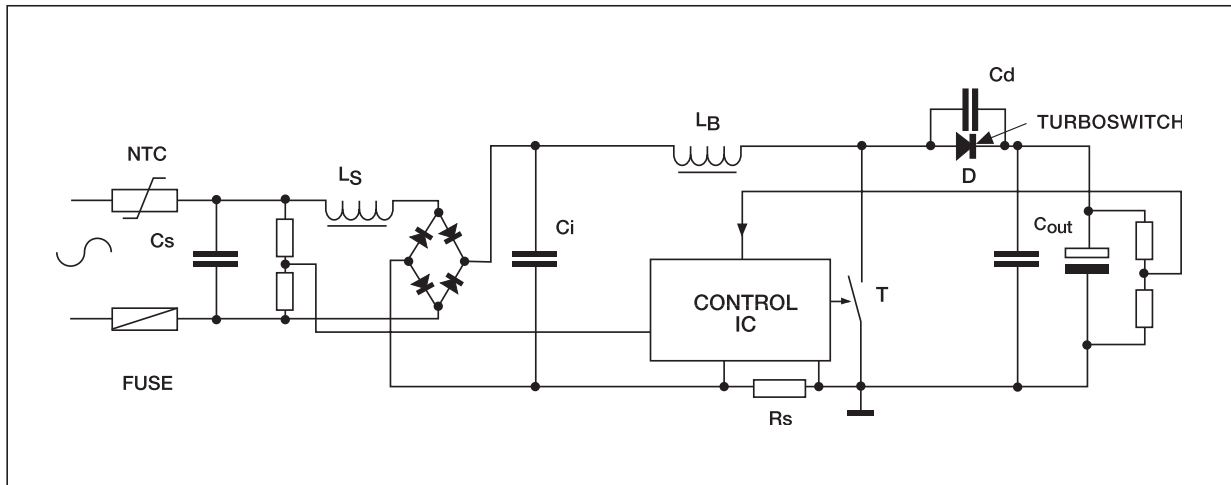 Cd
TURBOSWITCH
LB
D
NTC
LS
Cs
Ci
Cout
CONTROL
IC
T
FUSE
Rs